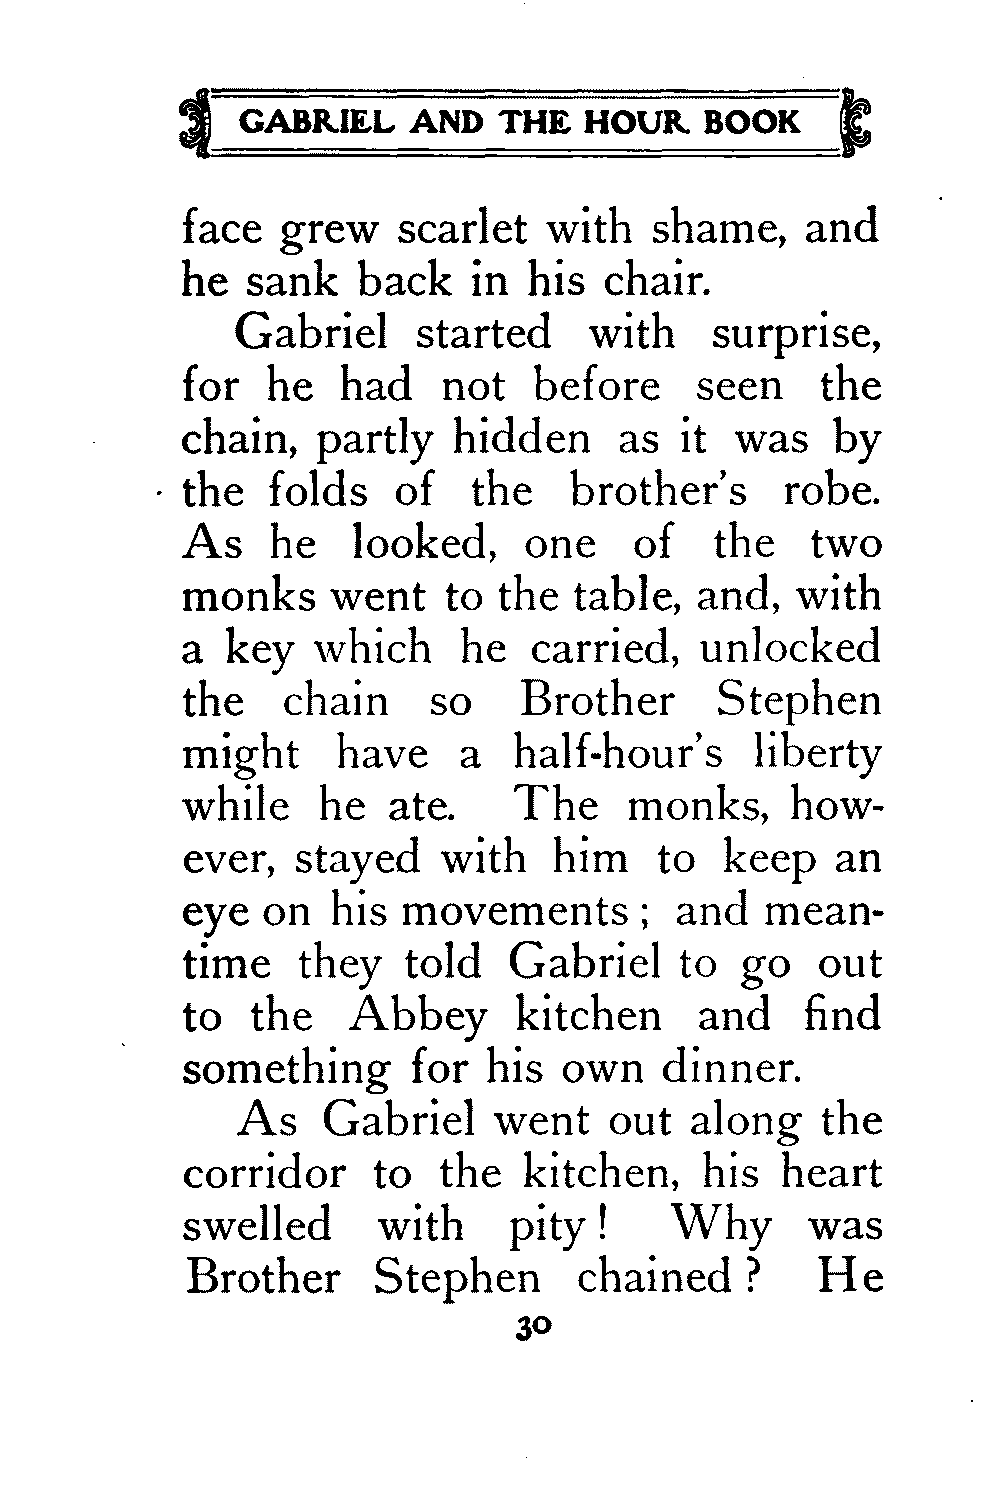 GABRIEL AND THE HOUR BOOK
face grew scarlet with shame, and
he sank back in his chair.
Gabriel started with surprise,
for he had not before seen the
chain, partly hidden as it was by
the folds of the brother's robe.
As he looked, one of the two
monks went to the table, and, with
a key which he carried, unlocked
the chain so Brother Stephen
might have a half-hour's liberty
while he ate. The monks, how-
ever, stayed with him to keep an
eye on his movements ; and mean-
time they told Gabriel to go out
to the Abbey kitchen and find
something for his own dinner.
As Gabriel went out along the
corridor to the kitchen, his heart
swelled with pity ! Why was
Brother Stephen chained ? He
30